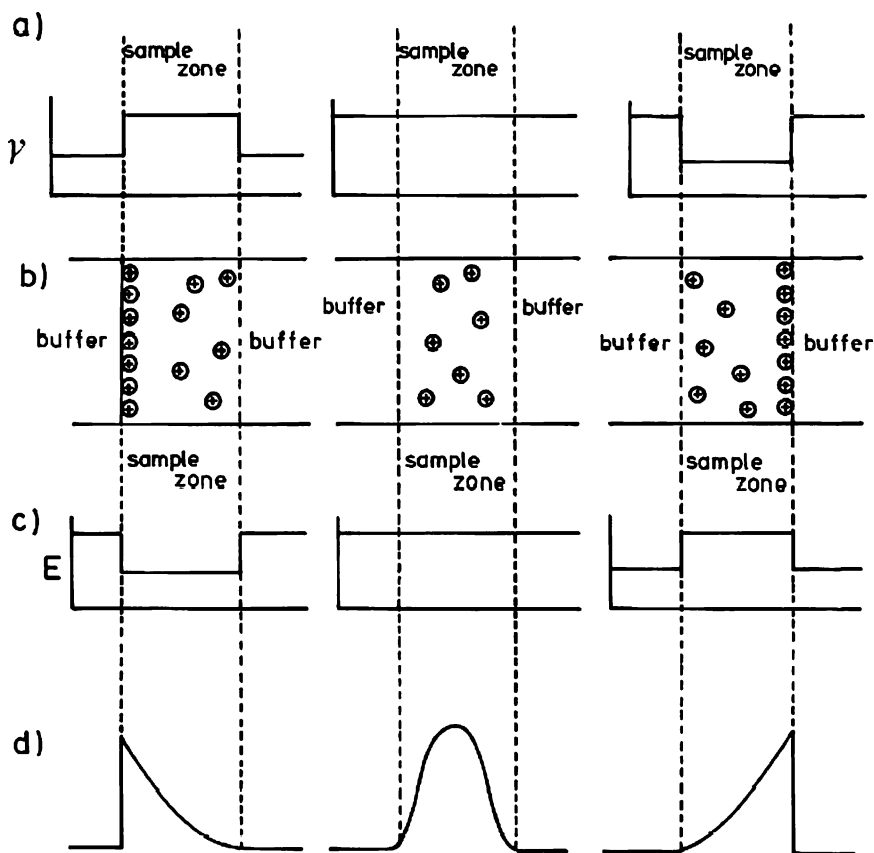 a)
sample
zone
sample
zone
sample
zone
γ
b)
buffer
buffer
buffer
buffer
buffer
buffer
+ + + + + + + + + + + + +
+ + + + + + +
+ + + + + + + + + + + + +
sample
zone
sample
zone
sample
zone
c)
E
d)